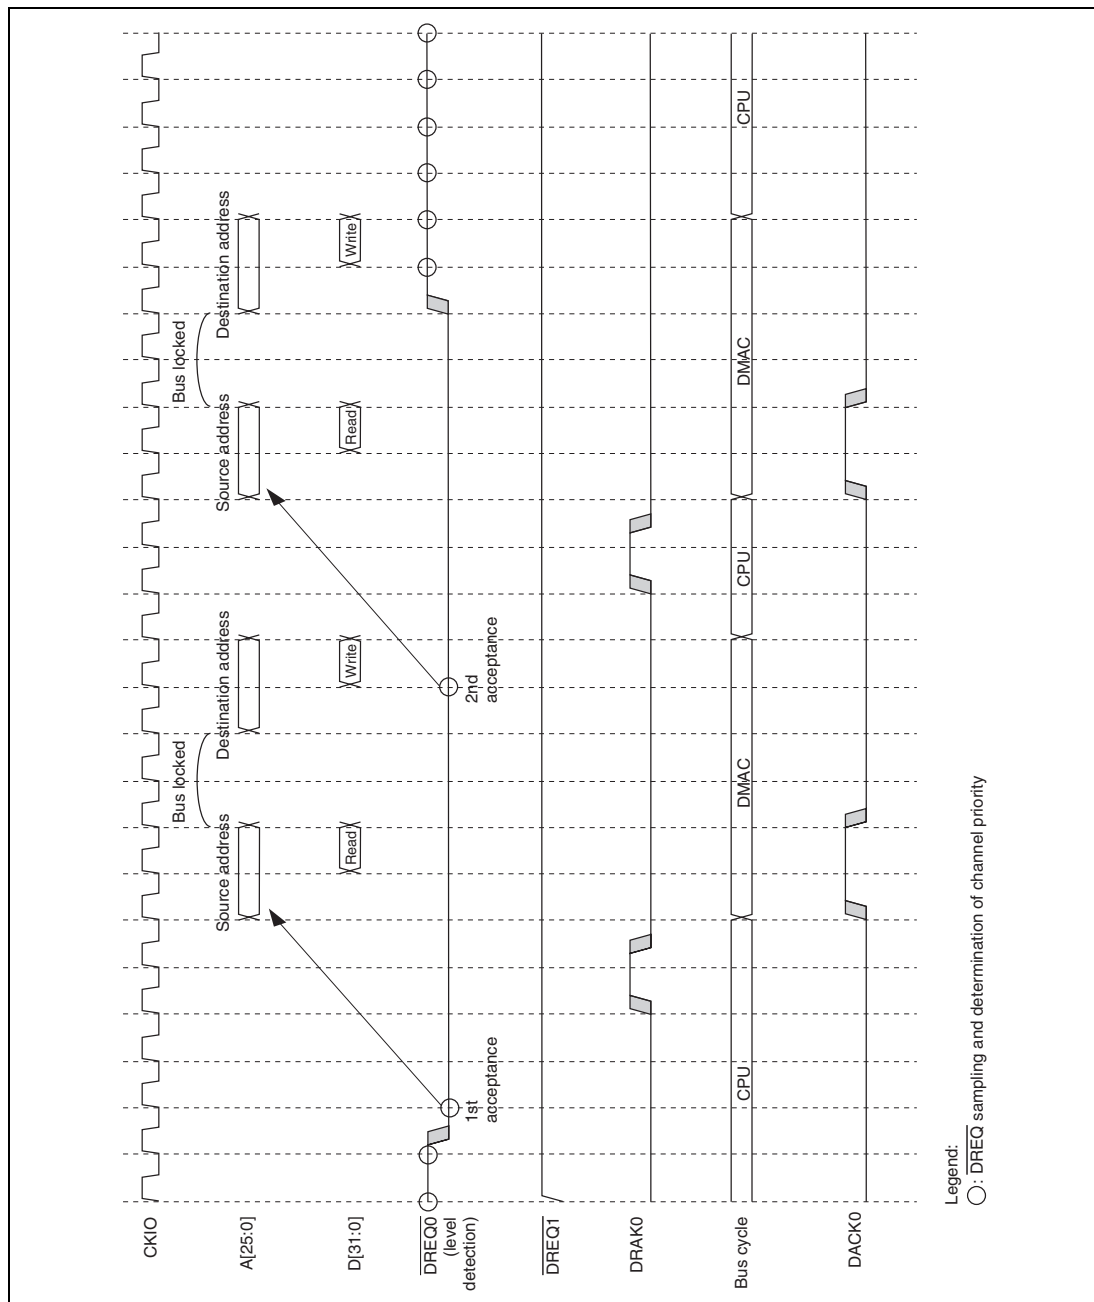 CKIO
A[25:0]
Source address
Bus locked
Destination address
Source address
Bus locked
Destination address
D[31:0]
Read
Write
Read
Write
DREQ0
(level
detection)
1st
acceptance
2nd
acceptance
DREQ1
DRAK0
Bus cycle
CPU
DMAC
CPU
DMAC
CPU
DACK0
Legend:
: DREQ sampling and determination of channel priority